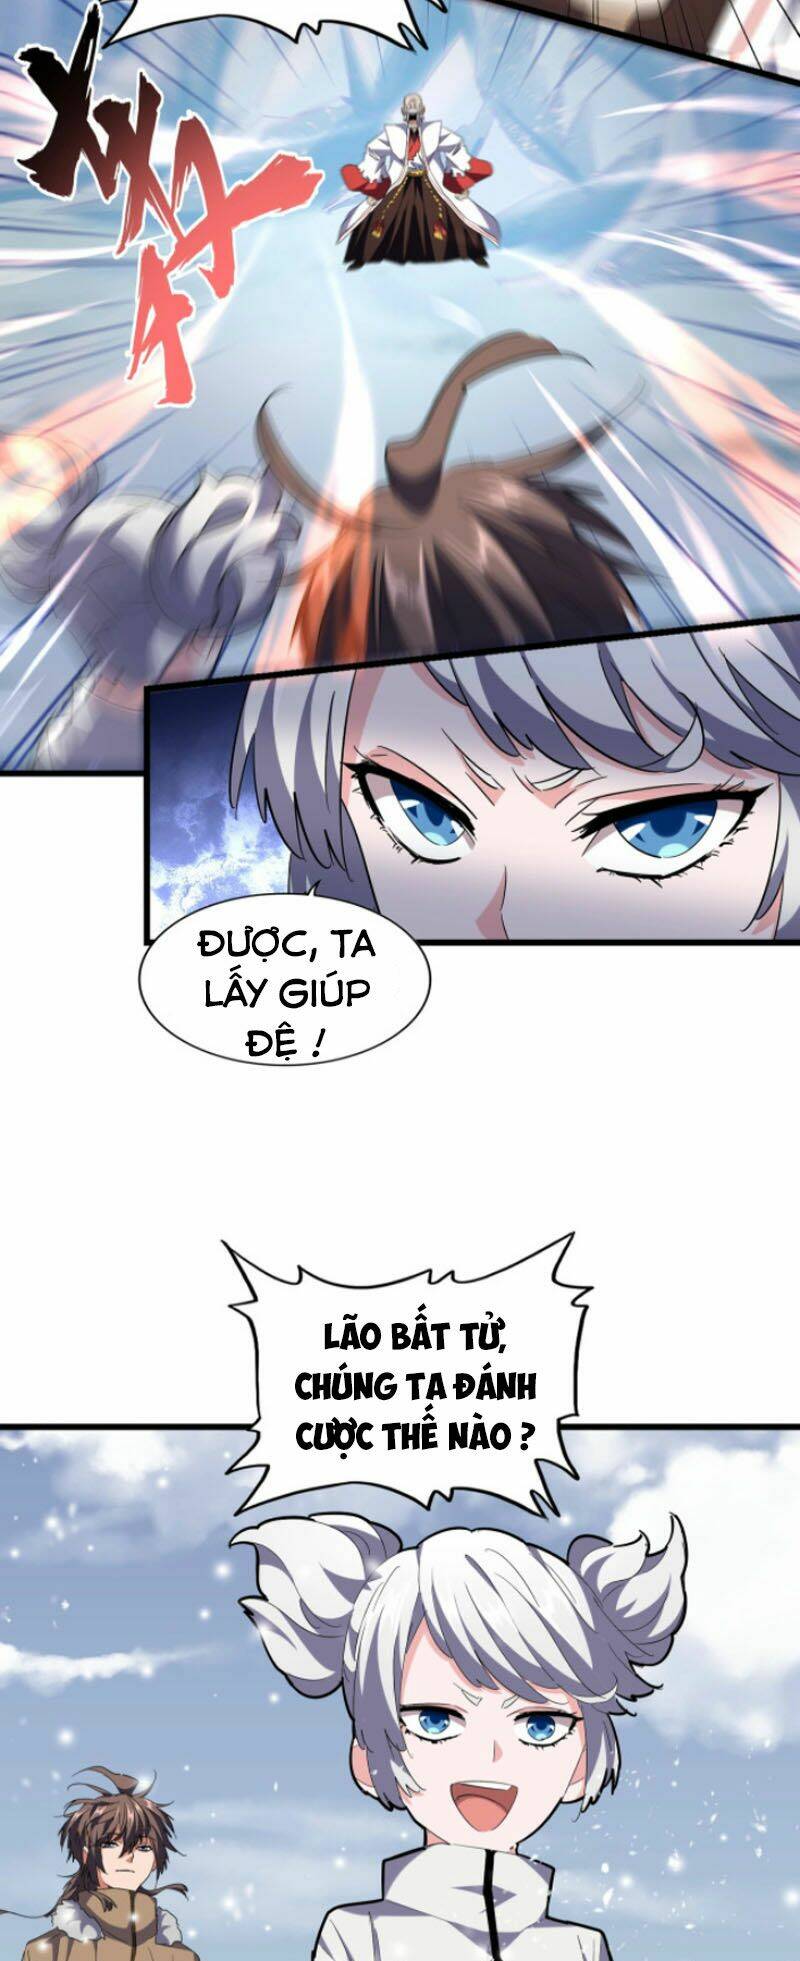 ĐƯỢC, TA
LẤY GIÚP
ĐỆ !
LÃO BẤT TỬ,
CHÚNG TA ĐÁNH
CƯỢC THẾ NÀO ?